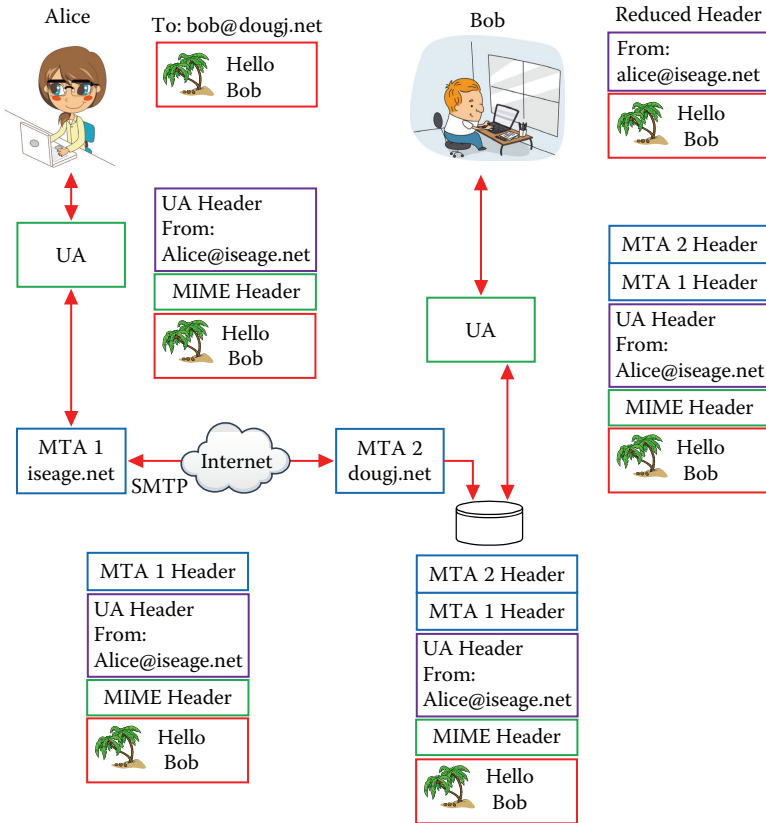 Alice
To: bob@dougj.net
Hello
Bob
Bob
Reduced Header
From:
alice@iseage.net
Hello
Bob
UA
UA Header
From:
Alice@iseage.net
MIME Header
Hello
Bob
UA
MTA 2 Header
MTA 1 Header
UA Header
From:
Alice@iseage.net
MIME Header
Hello
Bob
MTA 1
iseage.net
SMTP
Internet
MTA 2
dougj.net
MTA 1 Header
UA Header
From:
Alice@iseage.net
MIME Header
Hello
Bob
MTA 2 Header
MTA 1 Header
UA Header
From:
Alice@iseage.net
MIME Header
Hello
Bob